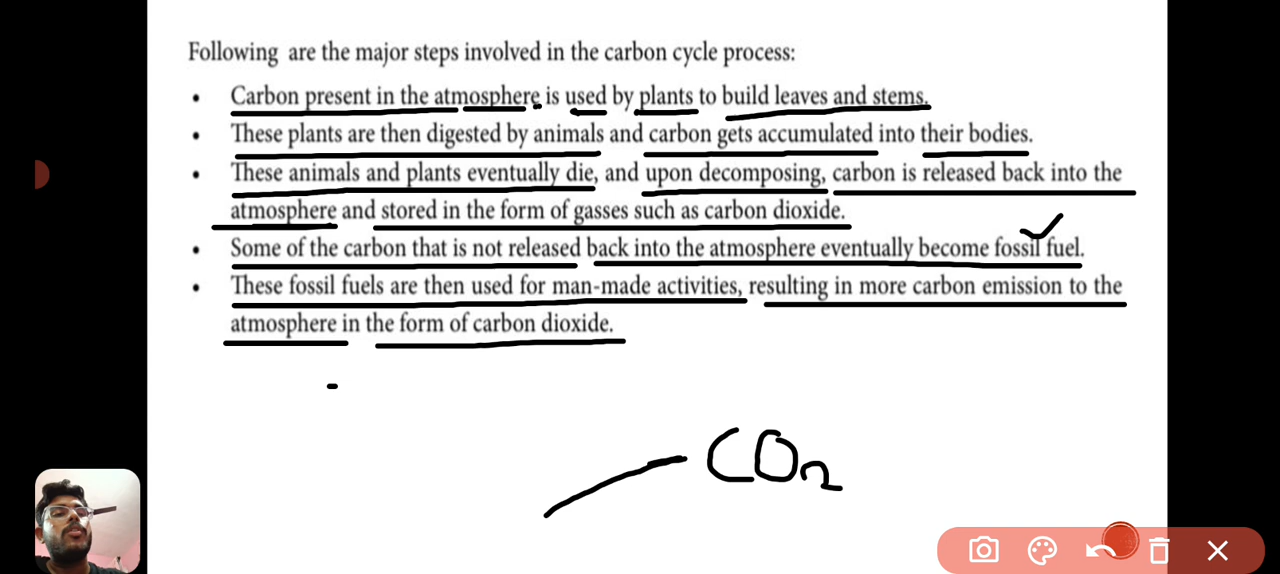 Following are the major steps involved in the carbon cycle process:
• Carbon present in the atmosphere is used by plants to build leaves and stems.
• These plants are then digested by animals and carbon gets accumulated into their bodies.
• These animals and plants eventually die, and upon decomposing, carbon is released back into the
atmosphere and stored in the form of gasses such as carbon dioxide.
• Some of the carbon that is not released back into the atmosphere eventually become fossil fuel.
• These fossil fuels are then used for man-made activities, resulting in more carbon emission to the
atmosphere in the form of carbon dioxide.
CO2